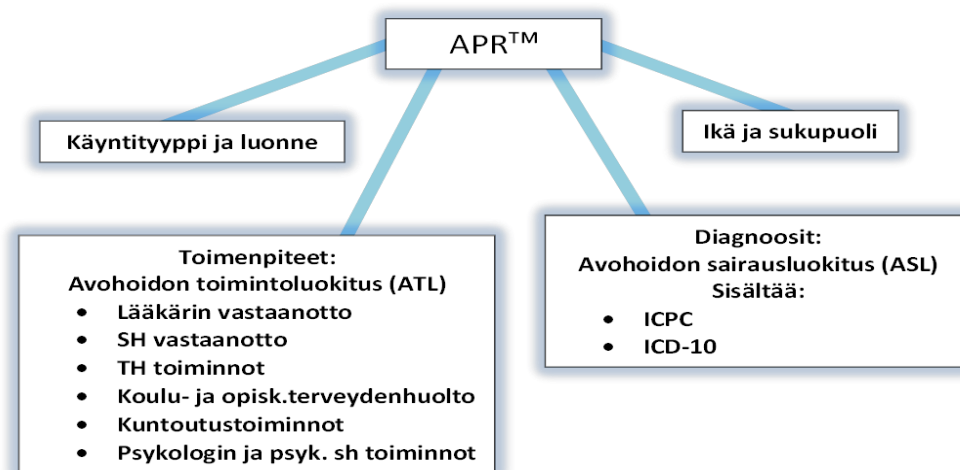 APR™
Käyntityyppi ja luonne
Ikä ja sukupuoli
Toimenpiteet:
Avohoidon toimintoluokitus (ATL)
• Lääkärin vastaanotto
• SH vastaanotto
• TH toiminnot
• Koulu- ja opisk.terveydenhuolto
• Kuntoutustoiminnot
• Psykologin ja psyk. sh toiminnot
Diagnoosit:
Avohoidon sairausluokitus (ASL)
Sisältää:
• ICPC
• ICD-10